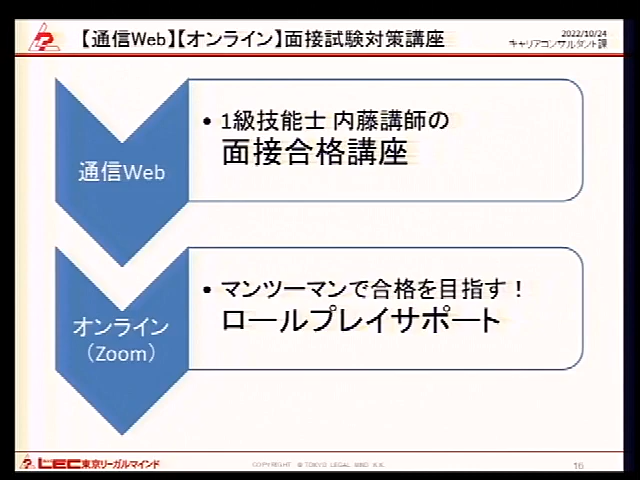 【通信Web】【オンライン】面接試験対策講座
2022/10/24
キャリアコンサルタント課
通信Web
• 1級技能士 内藤講師の
面接合格講座
オンライン
（Zoom）
• マンツーマンで合格を目指す！
ロールプレイサポート
LEC東京リーガルマインド
COPYRIGHT © TOKYO LEGAL MIND K.K.
16